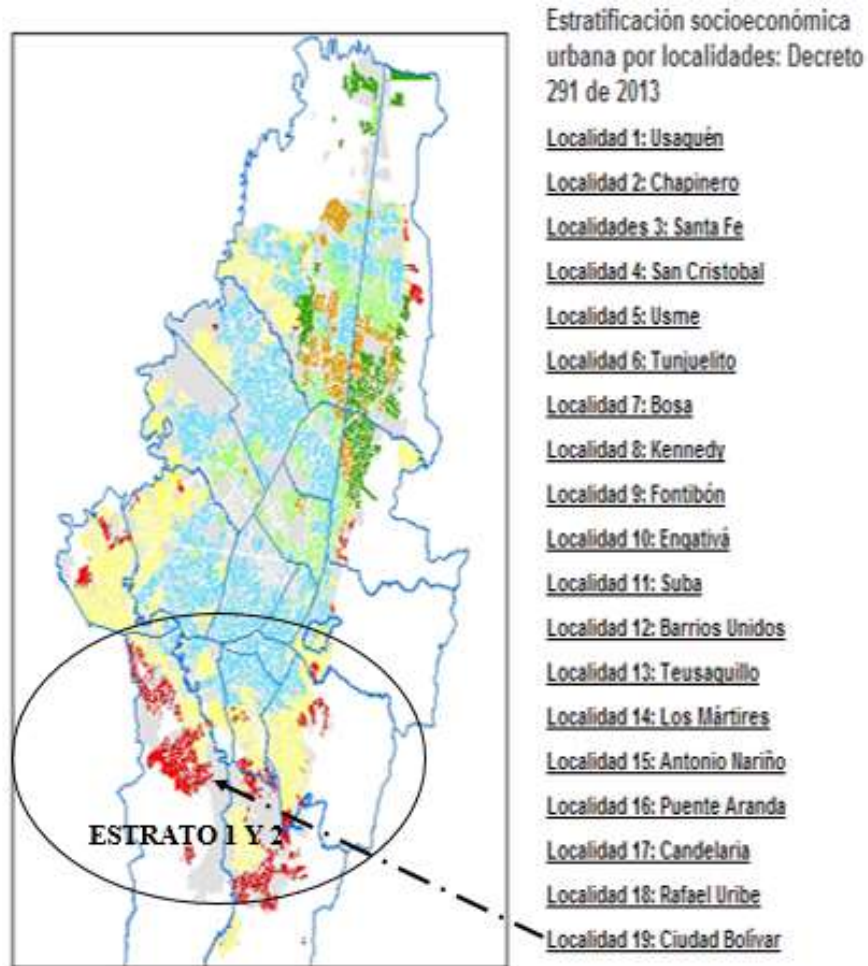 Estratificación socioeconómica
urbana por localidades: Decreto
291 de 2013
Localidad 1: Usaquén
Localidad 2: Chapinero
Localidades 3: Santa Fe
Localidad 4: San Cristobal
Localidad 5: Usme
Localidad 6: Tunjuelito
Localidad 7: Bosa
Localidad 8: Kennedy
Localidad 9: Fontibón
Localidad 10: Engativá
Localidad 11: Suba
Localidad 12: Barrios Unidos
Localidad 13: Teusaquillo
Localidad 14: Los Mártires
Localidad 15: Antonio Nariño
Localidad 16: Puente Aranda
Localidad 17: Candelaria
Localidad 18: Rafael Uribe
Localidad 19: Ciudad Bolívar
ESTRATO 1 Y 2